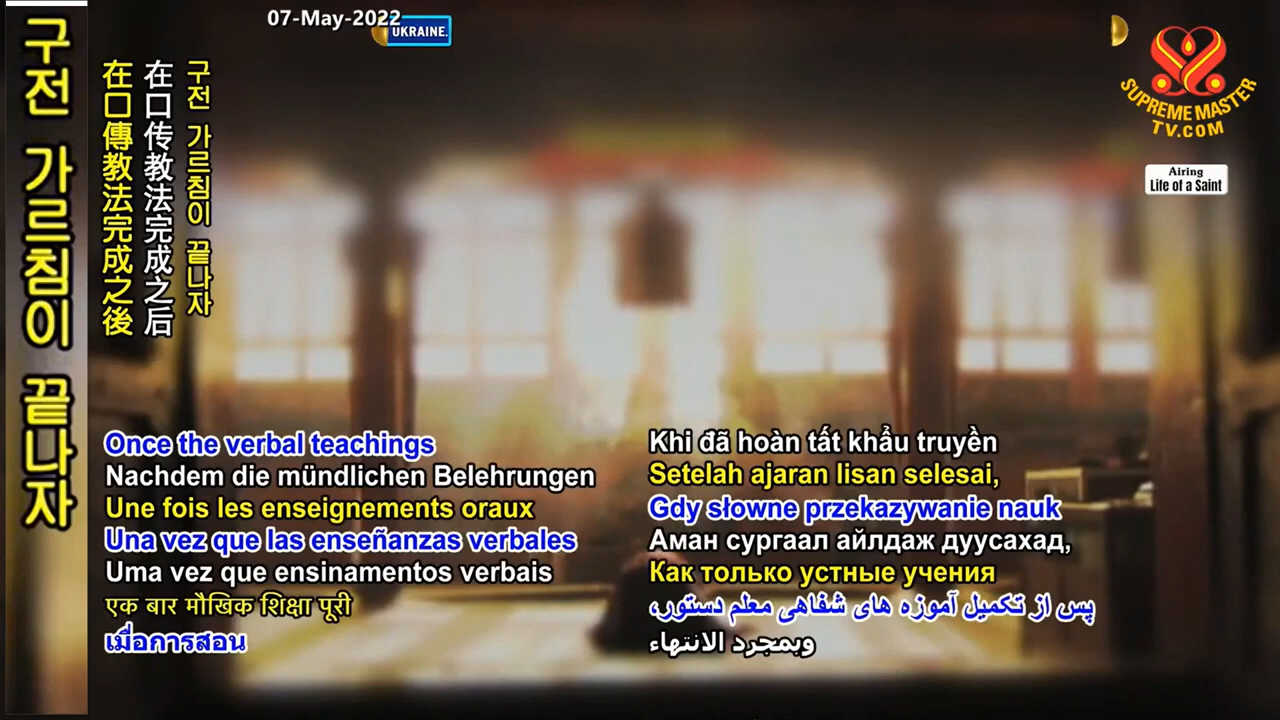 07-May-2022
UKRAINE.
SUPREME MASTER
TV.COM
Airing
Life of a Saint
구전 가르침이 끝나자
在口傳教法完成之後
在口传教法完成之后
구전 가르침이 끝나자
Once the verbal teachings
Nachdem die mündlichen Belehrungen
Une fois les enseignements oraux
Una vez que las enseñanzas verbales
Uma vez que ensinamentos verbais
एक बार मौखिक शिक्षा पूरी
เมื่อการสอน
Khi đã hoàn tất khẩu truyền
Setelah ajaran lisan selesai,
Gdy słowne przekazywanie nauk
Аман сургаал айлдаж дуусахад,
Как только устные учения
پس از تکمیل آموزه های شفاهی معلم دستور،
وبمجرد الانتهاء